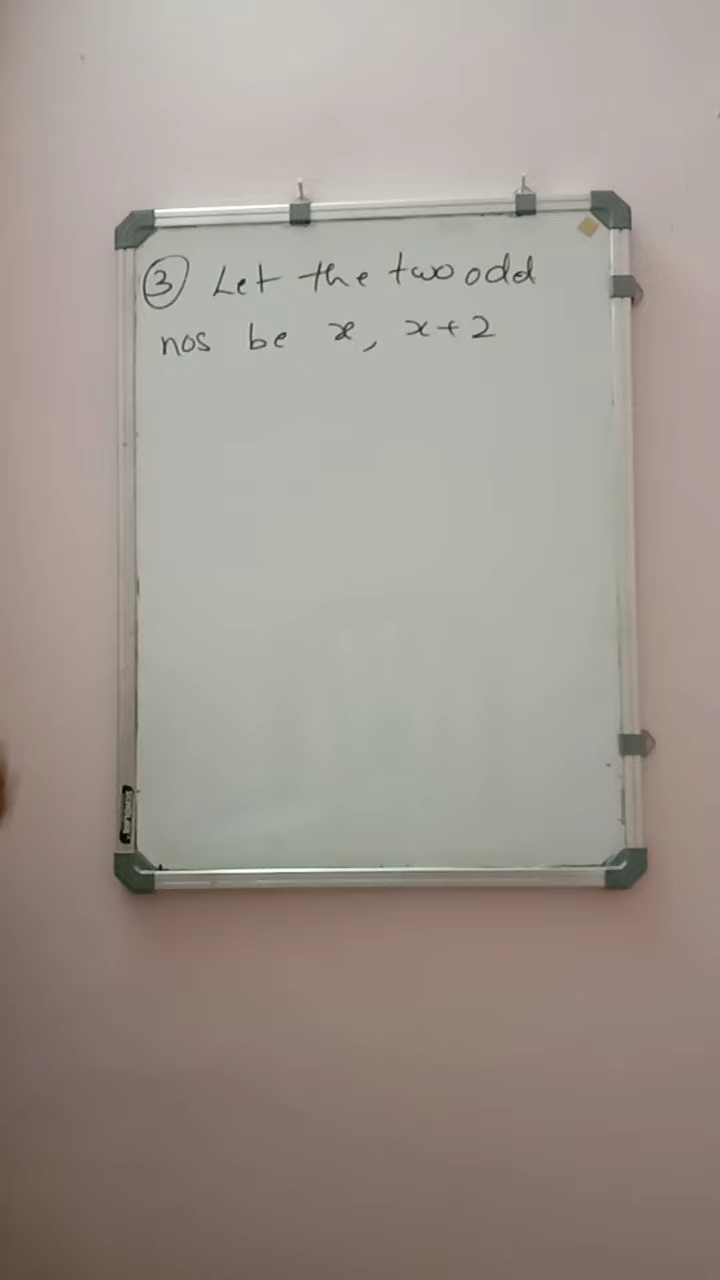 ③ Let the two odd
nos be x, x+2